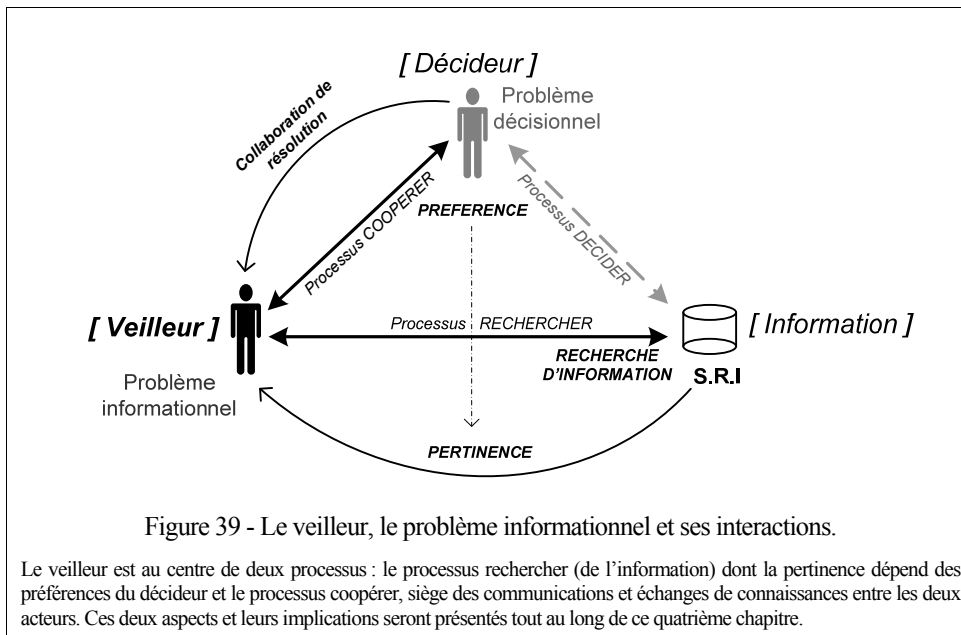 [ Décideur ]
Problème
décisionnel
Collaboration de
résolution
Processus COOPERER
PREFERENCE
Processus DECIDER
[ Veilleur ]
Processus RECHERCHER
[ Information ]
RECHERCHE
D'INFORMATION
S.R.I
Problème
informationnel
PERTINENCE
Figure 39 - Le veilleur, le problème informationnel et ses interactions.
Le veilleur est au centre de deux processus : le processus rechercher (de l'information) dont la pertinence dépend des
préférences du décideur et le processus coopérer, siège des communications et échanges de connaissances entre les deux
acteurs. Ces deux aspects et leurs implications seront présentés tout au long de ce quatrième chapitre.